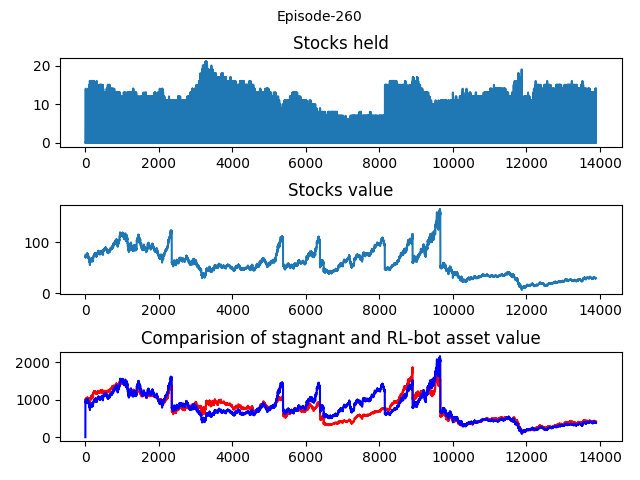 Episode-260
Stocks held
20
10
0
0 2000 4000 6000 8000 10000 12000 14000
Stocks value
100
0
0 2000 4000 6000 8000 10000 12000 14000
Comparision of stagnant and RL-bot asset value
2000
1000
0
0 2000 4000 6000 8000 10000 12000 14000